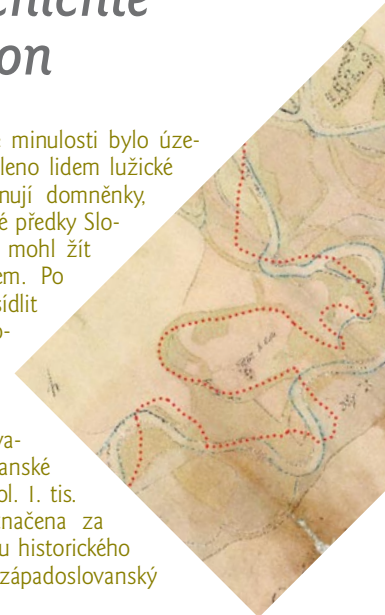 on
minulosti bylo úze-
leno lidem lužické
nují domněnky,
é předky Slo-
mohl žít
em. Po
sídlit
o-
va-
anské
ol. I. tis.
načena za
u historického
západoslovanský